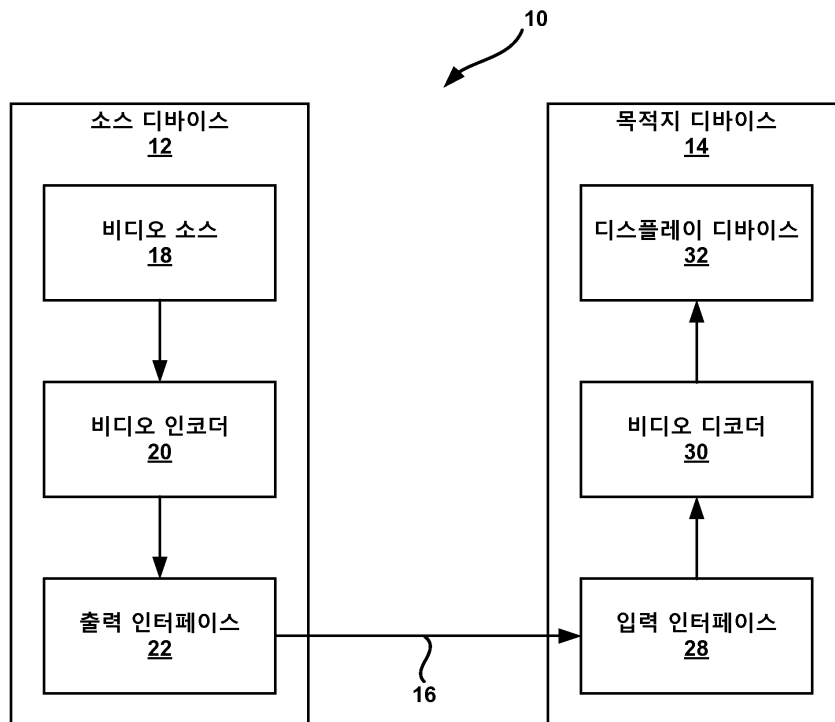 10
소스 디바이스
12
비디오 소스
18
비디오 인코더
20
출력 인터페이스
22
16
목적지 디바이스
14
디스플레이 디바이스
32
비디오 디코더
30
입력 인터페이스
28